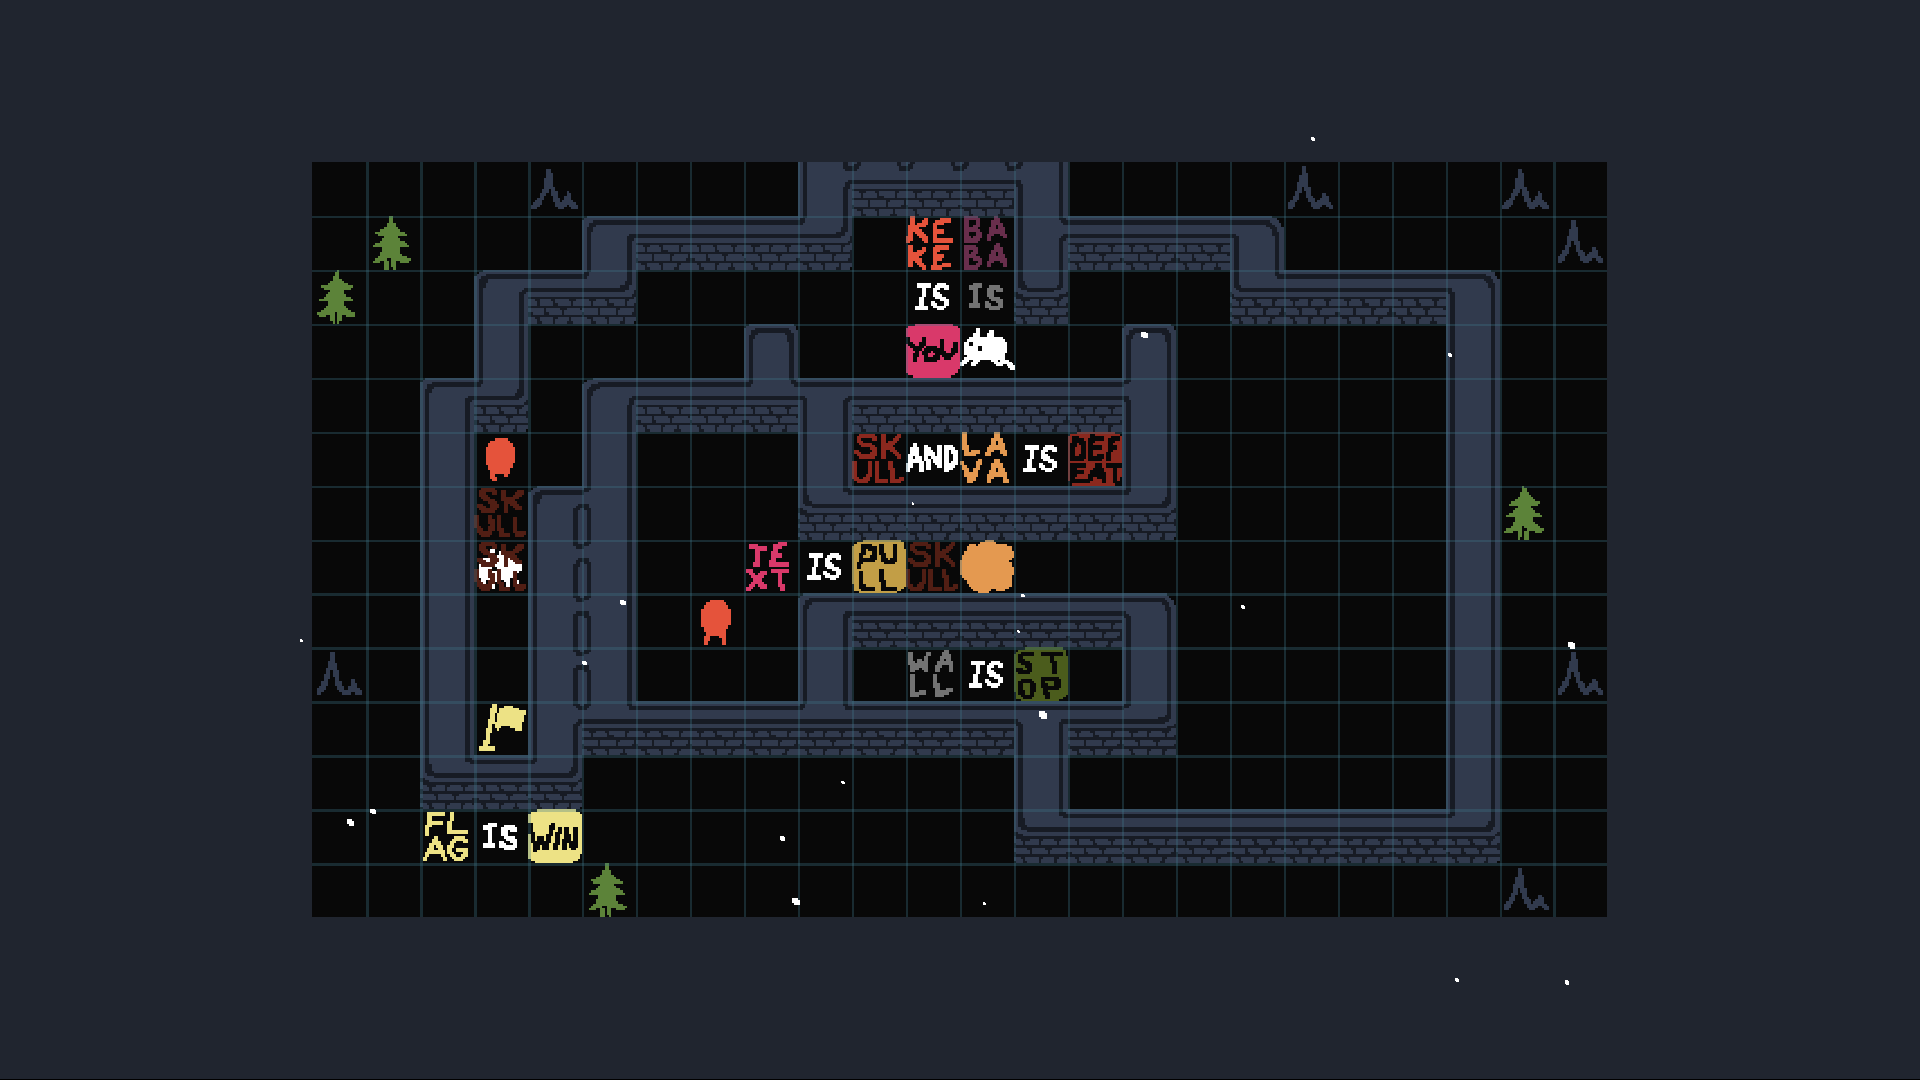 KEKE BABA
IS IS
YOU
SKULL AND LAVA IS DEFEAT
SKULL
TEXT IS PULL SKULL
SKULL
WALL IS STOP
FLAG IS WIN